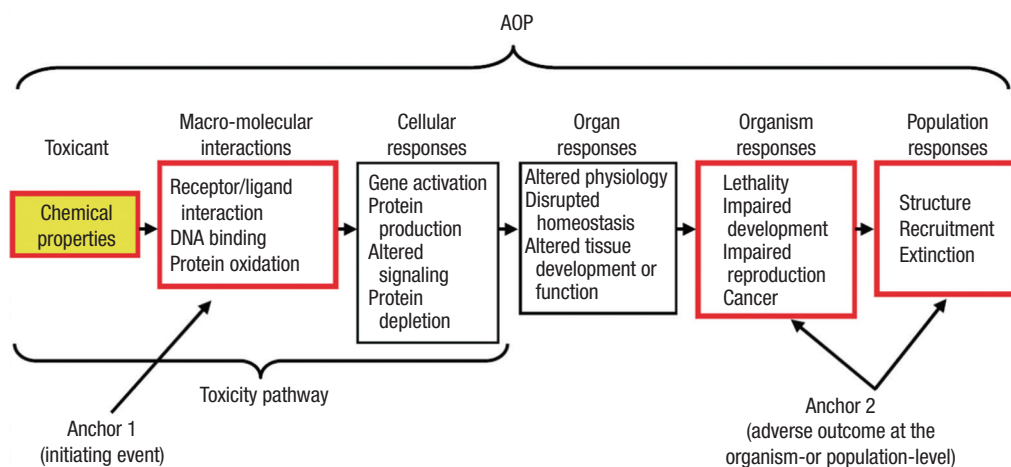 AOP
Toxicant
Macro-molecular
interactions
Cellular
responses
Organ
responses
Organism
responses
Population
responses
Chemical
properties
Receptor/ligand
interaction
DNA binding
Protein oxidation
Gene activation
Protein
production
Altered
signaling
Protein
depletion
Altered physiology
Disrupted
homeostasis
Altered tissue
development or
function
Lethality
Impaired
development
Impaired
reproduction
Cancer
Structure
Recruitment
Extinction
Toxicity pathway
Anchor 1
(initiating event)
Anchor 2
(adverse outcome at the
organism-or population-level)